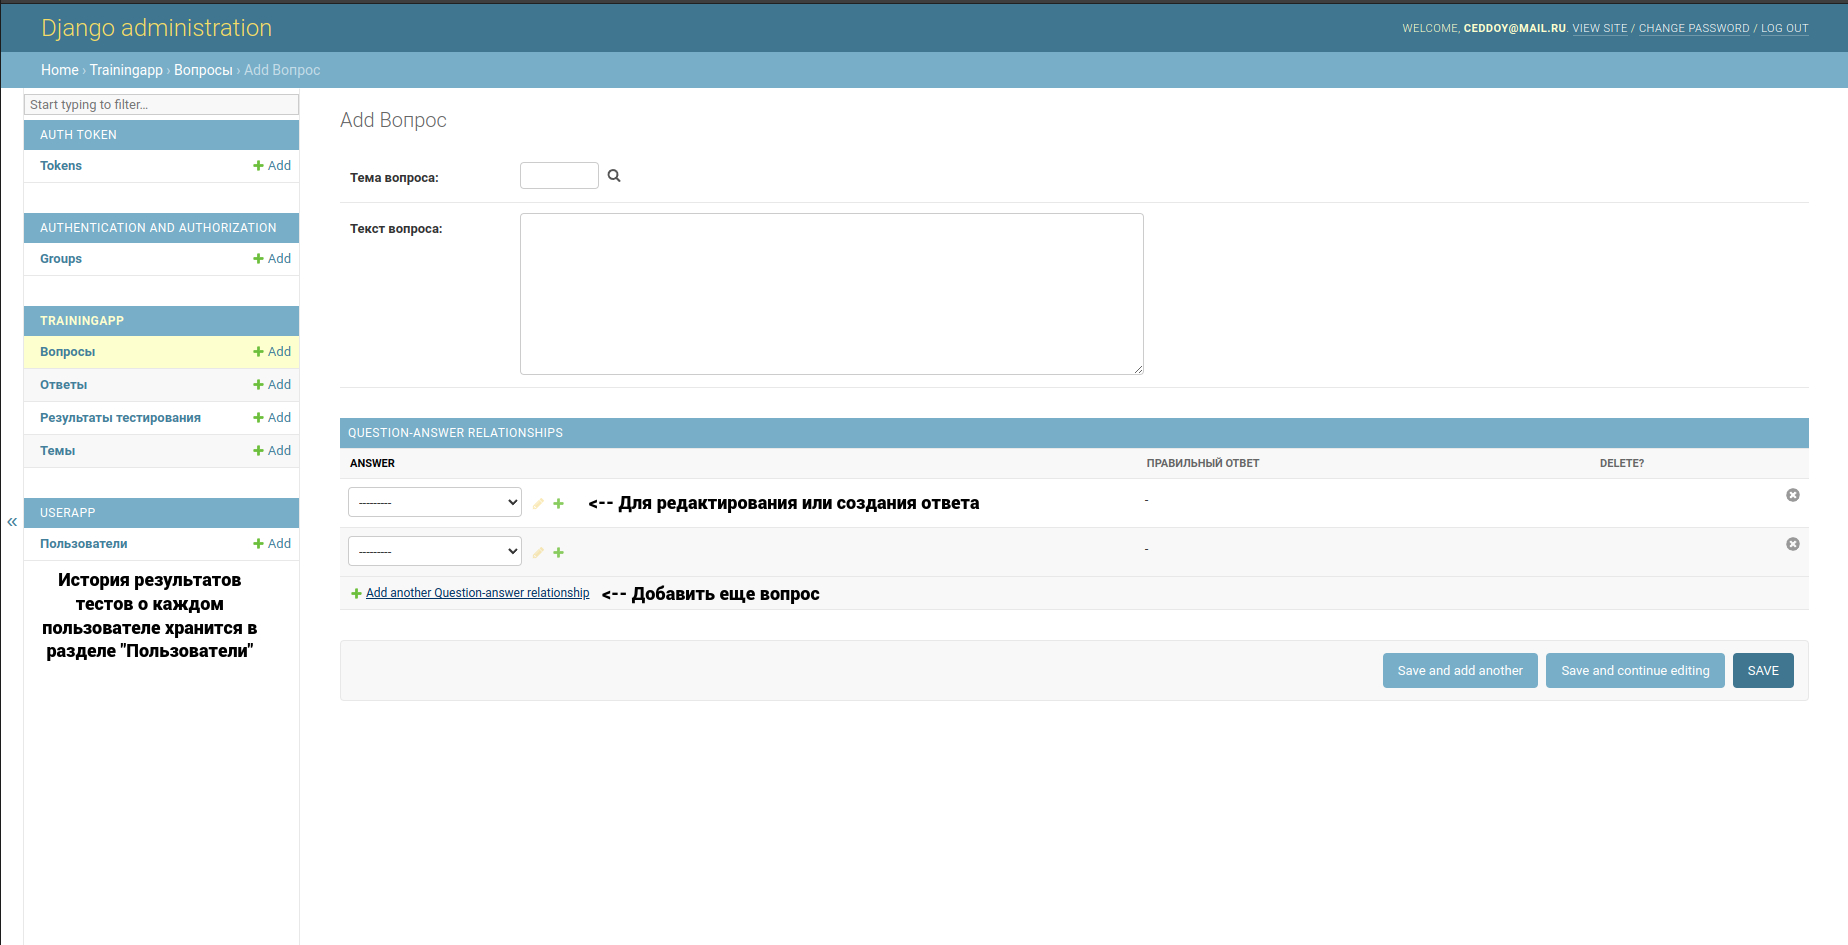 Django administration
WELCOME, CEDDOY@MAIL.RU. VIEW SITE / CHANGE PASSWORD / LOG OUT
Home › Trainingapp › Вопросы › Add Вопрос
Start typing to filter...
AUTH TOKEN
Tokens
Add
AUTHENTICATION AND AUTHORIZATION
Groups
Add
TRAININGAPP
Вопросы
Add
Ответы
Add
Результаты тестирования
Add
Темы
Add
USERAPP
Пользователи
Add
История результатов
тестов о каждом
пользователе хранится в
разделе "Пользователи"
«
Add Вопрос
Тема вопроса:
Текст вопроса:
QUESTION-ANSWER RELATIONSHIPS
ANSWER
ПРАВИЛЬНЫЙ ОТВЕТ
DELETE?
---------
<-- Для редактирования или создания ответа
-
---------
-
Add another Question-answer relationship
<-- Добавить еще вопрос
Save and add another
Save and continue editing
SAVE